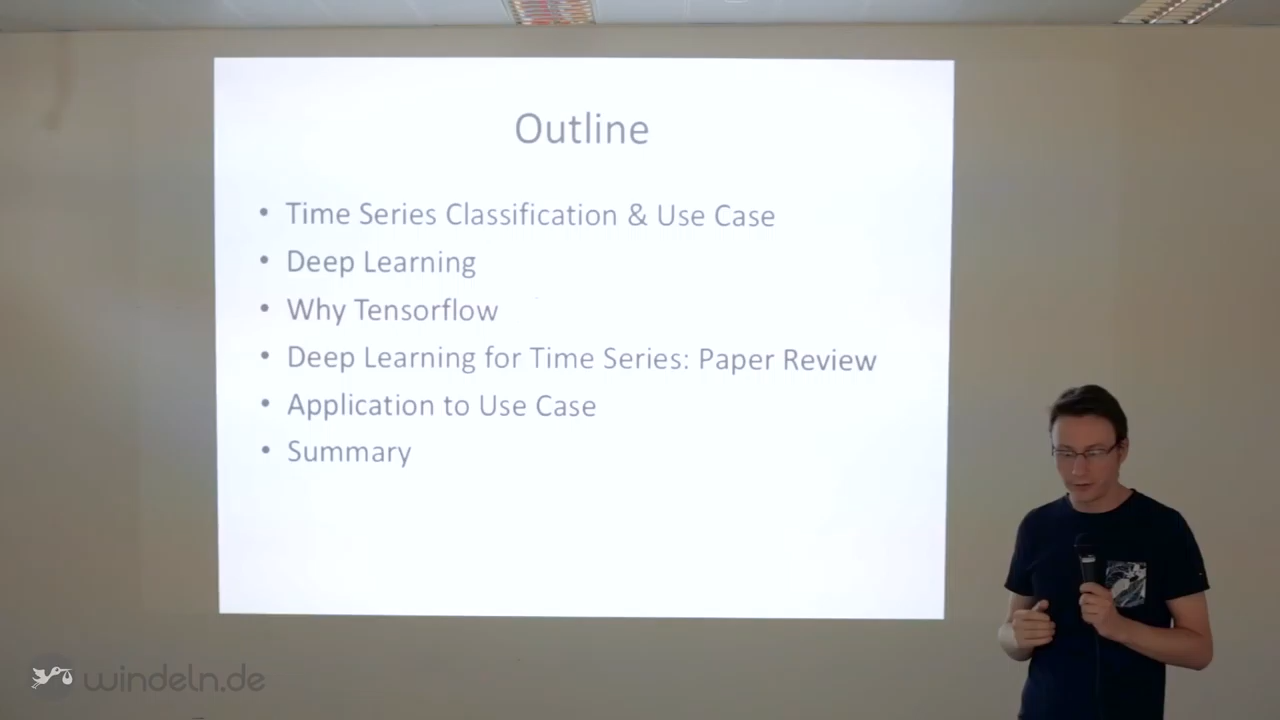 Outline
• Time Series Classification & Use Case
• Deep Learning
• Why Tensorflow
• Deep Learning for Time Series: Paper Review
• Application to Use Case
• Summary
windeln.de